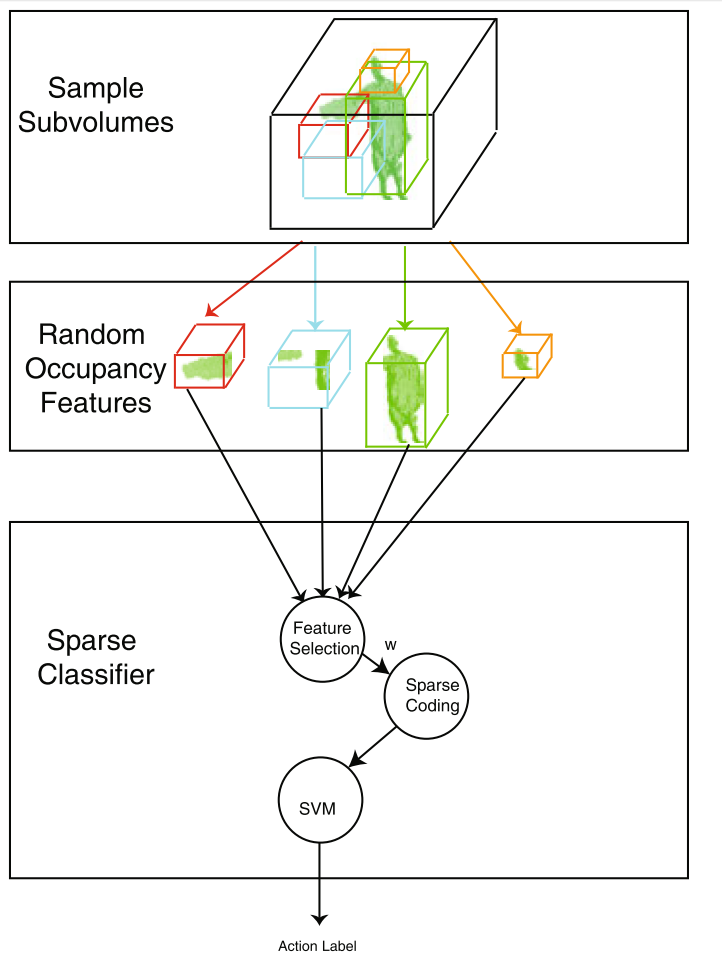 Sample
Subvolumes
Random
Occupancy
Features
Sparse
Classifier
Feature
Selection
w
Sparse
Coding
SVM
Action Label